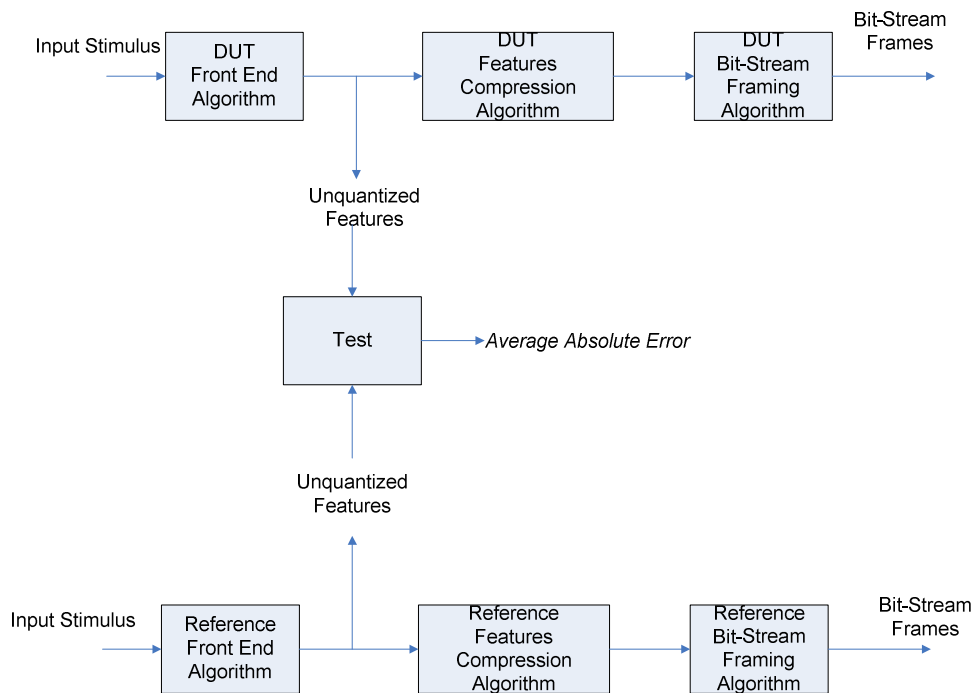 Input Stimulus
DUT
Front End
Algorithm
DUT
Features
Compression
Algorithm
DUT
Bit-Stream
Framing
Algorithm
Bit-Stream
Frames
Unquantized
Features
Test
Average Absolute Error
Unquantized
Features
Input Stimulus
Reference
Front End
Algorithm
Reference
Features
Compression
Algorithm
Reference
Bit-Stream
Framing
Algorithm
Bit-Stream
Frames